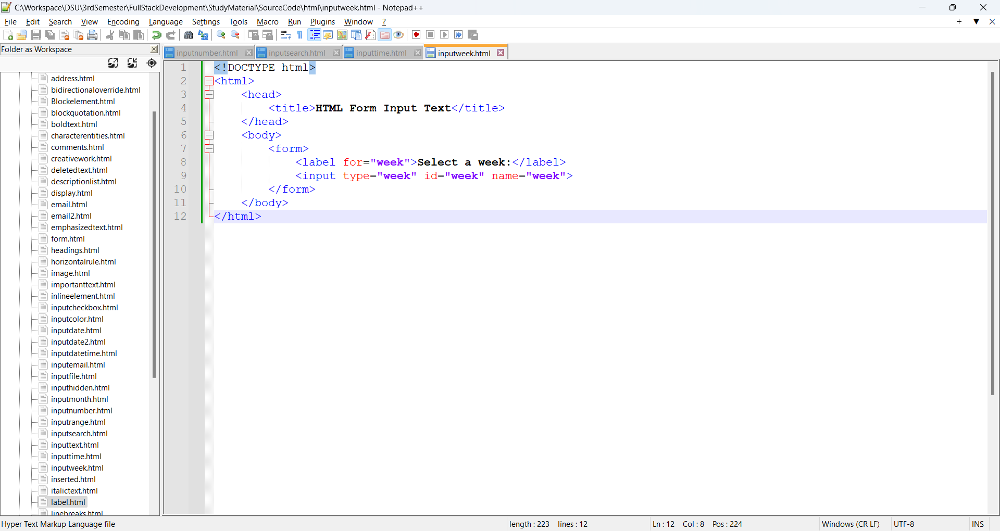 C:\Workspace\DSU\3rdSemester\FullStackDevelopment\StudyMaterial\SourceCode\html\inputweek.html - Notepad++
File Edit Search View Encoding Language Settings Tools Macro Run Plugins Window ?
Folder as Workspace
inputnumber.html inputsearch.html inputtime.html inputweek.html
address.html
bidirectionaloverride.html
Blockelement.html
blockquotation.html
boldtext.html
characterentities.html
comments.html
creativework.html
deletedtext.html
descriptionlist.html
display.html
email.html
email2.html
emphasizedtext.html
form.html
headings.html
horizontalrule.html
image.html
importanttext.html
inlineelement.html
inputcheckbox.html
inputcolor.html
inputdate.html
inputdate2.html
inputdatetime.html
inputemail.html
inputfile.html
inputhidden.html
inputmonth.html
inputnumber.html
inputrange.html
inputsearch.html
inputtext.html
inputtime.html
inputweek.html
inserted.html
italictext.html
label.html
linebreaks.html
1 <!DOCTYPE html>
2 <html>
3 <head>
4 <title>HTML Form Input Text</title>
5 </head>
6 <body>
7 <form>
8 <label for="week">Select a week:</label>
9 <input type="week" id="week" name="week">
10 </form>
11 </body>
12 </html>
Hyper Text Markup Language file length : 223 lines : 12 Ln : 12 Col : 8 Pos : 224 Windows (CR LF) UTF-8 INS